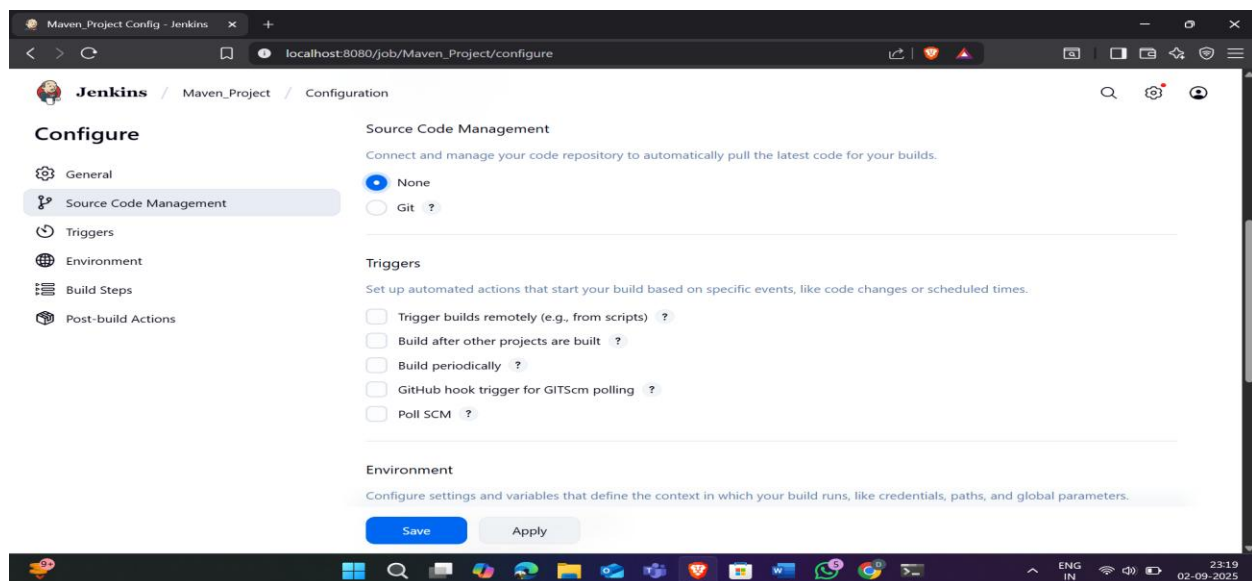 Maven_Project Config - Jenkins
localhost:8080/job/Maven_Project/configure
Jenkins / Maven_Project / Configuration
Configure
General
Source Code Management
Triggers
Environment
Build Steps
Post-build Actions
Source Code Management
Connect and manage your code repository to automatically pull the latest code for your builds.
None
Git ?
Triggers
Set up automated actions that start your build based on specific events, like code changes or scheduled times.
Trigger builds remotely (e.g., from scripts) ?
Build after other projects are built ?
Build periodically ?
GitHub hook trigger for GITScm polling ?
Poll SCM ?
Environment
Configure settings and variables that define the context in which your build runs, like credentials, paths, and global parameters.
Save Apply
9+
5
ENG
IN
23:19
02-09-2025